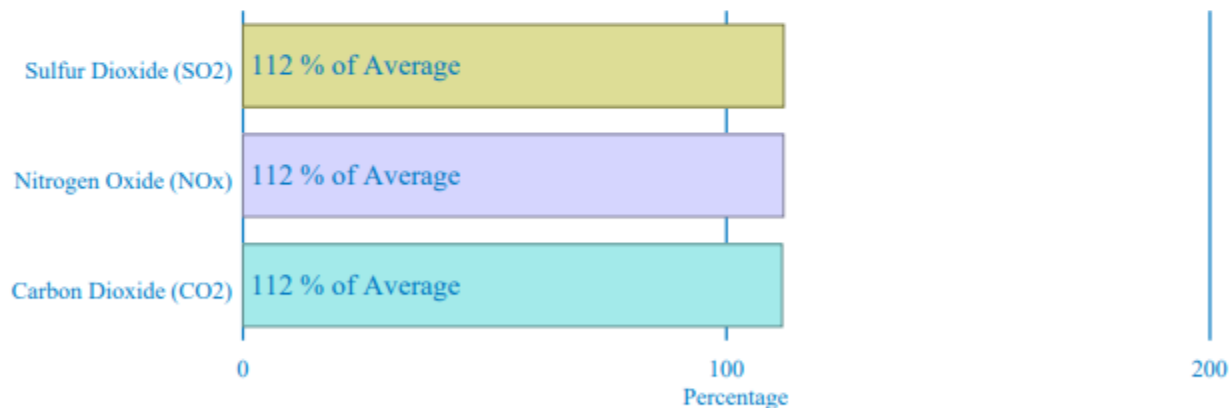 Sulfur Dioxide (SO2)
112 % of Average
Nitrogen Oxide (NOx)
112 % of Average
Carbon Dioxide (CO2)
112 % of Average
0
100
200
Percentage